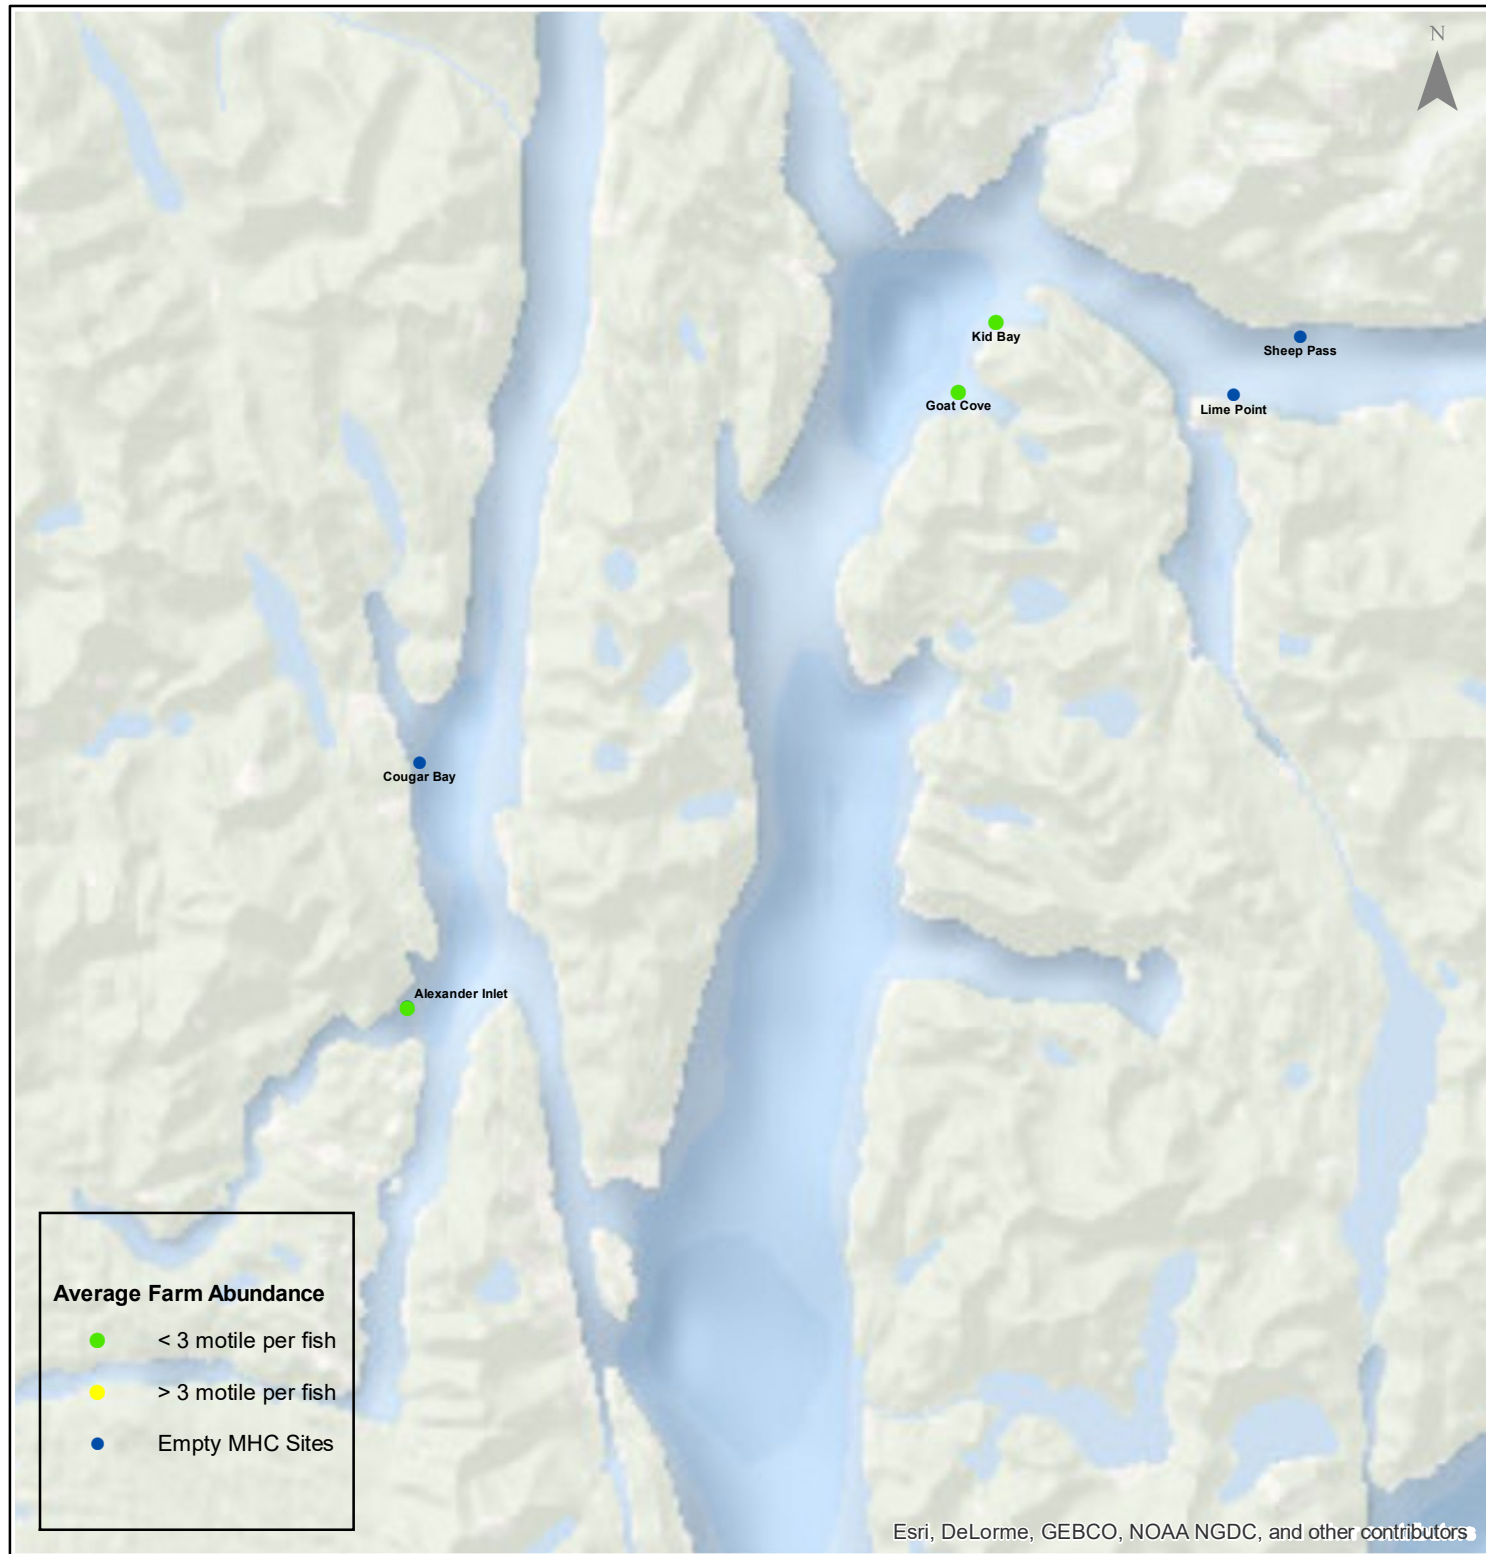 N
Kid Bay
Sheep Pass
Goat Cove
Lime Point
Cougar Bay
Alexander Inlet
Average Farm Abundance
< 3 motile per fish
> 3 motile per fish
Empty MHC Sites
Esri, DeLorme, GEBCO, NOAA NGDC, and other contributors